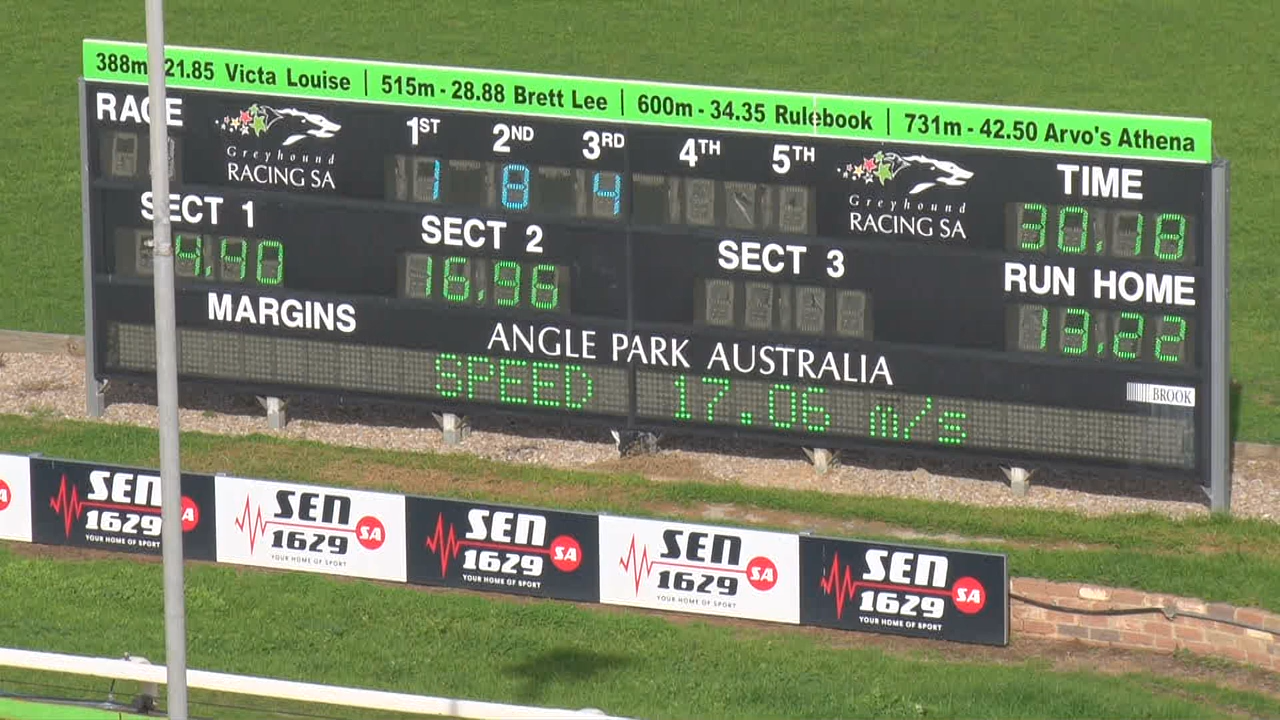 388m 21.85 Victa Louise | 515m - 28.88 Brett Lee | 600m - 34.35 Rulebook | 731m - 42.50 Arvo's Athena
RACE
Greyhound
RACING SA
1ST 2ND 3RD 4TH 5TH
1 8 4
Greyhound
RACING SA
TIME
30.18
SECT 1
4.40
SECT 2
16.96
SECT 3
RUN HOME
13.22
MARGINS
ANGLE PARK AUSTRALIA
BROOK
SPEED 17.06 m/s
A
SEN
1629
SA
YOUR HOME OF SPORT
SEN
1629
SA
YOUR HOME OF SPORT
SEN
1629
SA
YOUR HOME OF SPORT
SEN
1629
SA
YOUR HOME OF SPORT
SEN
1629
SA
YOUR HOME OF SPORT